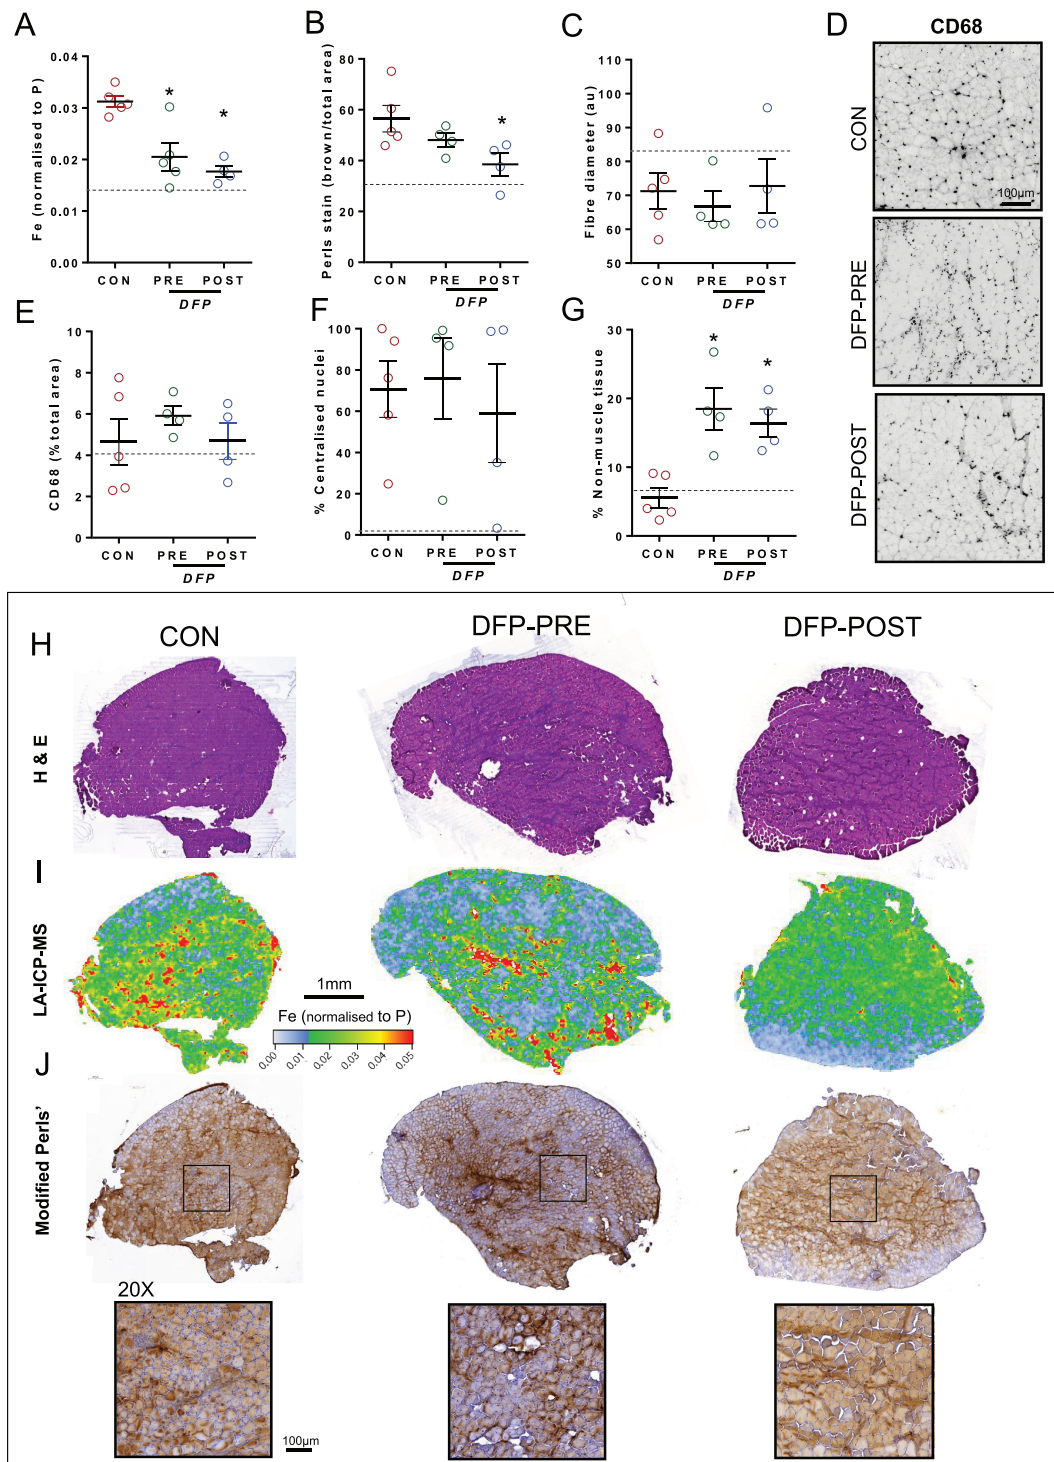 A
Fe (normalised to P)
0.04
0.03
0.02
0.01
0.00
*
*
CON
PRE
POST
DFP
B
Perls stain (brown/total area)
80
60
40
20
0
*
CON
PRE
POST
DFP
C
Fibre diameter (au)
100
90
80
70
60
50
CON
PRE
POST
DFP
D
CD68
CON
100µm
DFP-PRE
DFP-POST
E
CD68 (% total area)
10
8
6
4
2
0
CON
PRE
POST
DFP
F
% Centralised nuclei
100
80
60
40
20
0
CON
PRE
POST
DFP
G
% Non-muscle tissue
30
20
10
0
*
*
CON
PRE
POST
DFP
CON
DFP-PRE
DFP-POST
H
H & E
I
LA-ICP-MS
1mm
Fe (normalised to P)
0.00
0.01
0.02
0.03
0.04
0.05
J
Modified Perls'
20X
100µm